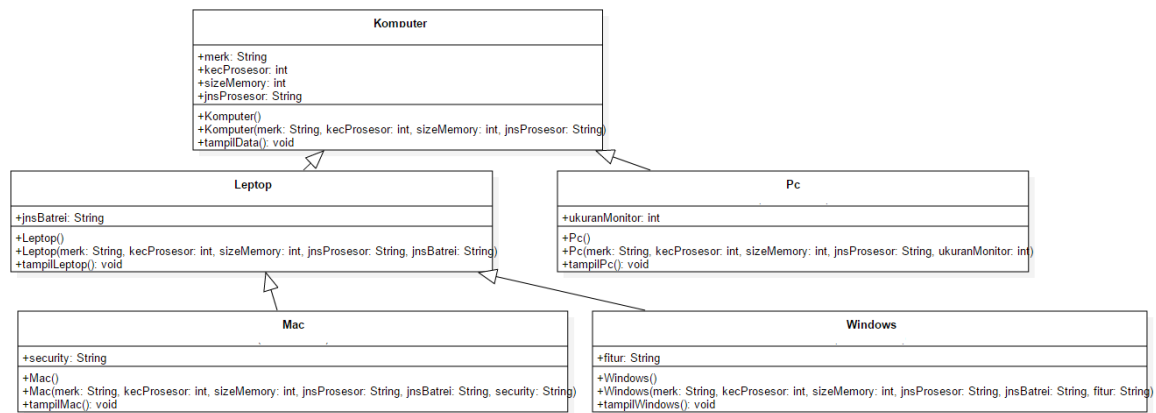 Komputer
+merk: String
+kecProsesor: int
+sizeMemory: int
+jnsProsesor: String
+Komputer()
+Komputer(merk: String, kecProsesor: int, sizeMemory: int, jnsProsesor: String)
+tampilData(): void
Leptop
+jnsBatrei: String
+Leptop()
+Leptop(merk: String, kecProsesor: int, sizeMemory: int, jnsProsesor: String, jnsBatrei: String)
+tampilLeptop(): void
Pc
+ukuranMonitor: int
+Pc()
+Pc(merk: String, kecProsesor: int, sizeMemory: int, jnsProsesor: String, ukuranMonitor: int)
+tampilPc(): void
Mac
+security: String
+Mac()
+Mac(merk: String, kecProsesor: int, sizeMemory: int, jnsProsesor: String, jnsBatrei: String, security: String)
+tampilMac(): void
Windows
+fitur: String
+Windows()
+Windows(merk: String, kecProsesor: int, sizeMemory: int, jnsProsesor: String, jnsBatrei: String, fitur: String)
+tampilWindows(): void